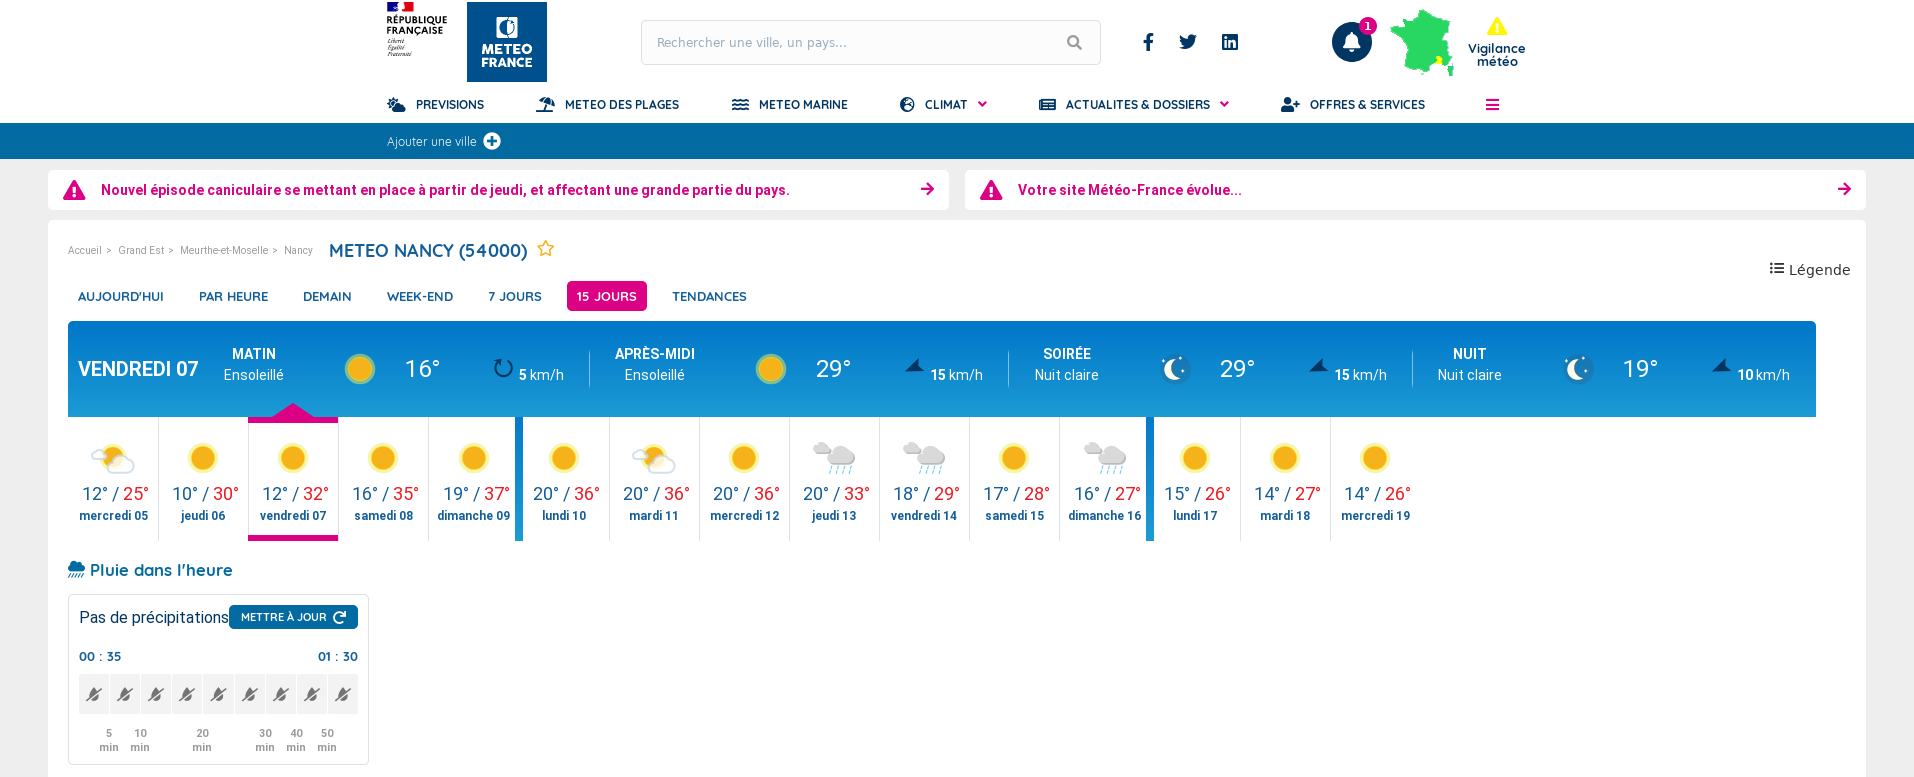 RÉPUBLIQUE
FRANÇAISE
Liberté
Égalité
Fraternité
METEO
FRANCE
Rechercher une ville, un pays...
1
Vigilance
météo
PREVISIONS METEO DES PLAGES METEO MARINE CLIMAT ACTUALITES & DOSSIERS OFFRES & SERVICES
Ajouter une ville
Nouvel épisode caniculaire se mettant en place à partir de jeudi, et affectant une grande partie du pays.
Votre site Météo-France évolue...
Accueil > Grand Est > Meurthe-et-Moselle > Nancy METEO NANCY (54000)
Légende
AUJOURD'HUI PAR HEURE DEMAIN WEEK-END 7 JOURS 15 JOURS TENDANCES
VENDREDI 07
MATIN
Ensoleillé
16°
5 km/h
APRÈS-MIDI
Ensoleillé
29°
15 km/h
SOIRÉE
Nuit claire
29°
15 km/h
NUIT
Nuit claire
19°
10 km/h
12° / 25° 10° / 30° 12° / 32° 16° / 35° 19° / 37° 20° / 36° 20° / 36° 20° / 36° 20° / 33° 18° / 29° 17° / 28° 16° / 27° 15° / 26° 14° / 27° 14° / 26°
mercredi 05 jeudi 06 vendredi 07 samedi 08 dimanche 09 lundi 10 mardi 11 mercredi 12 jeudi 13 vendredi 14 samedi 15 dimanche 16 lundi 17 mardi 18 mercredi 19
Pluie dans l'heure
Pas de précipitations METTRE À JOUR
00 : 35 01 : 30
5 10 20 30 40 50
min min min min min min